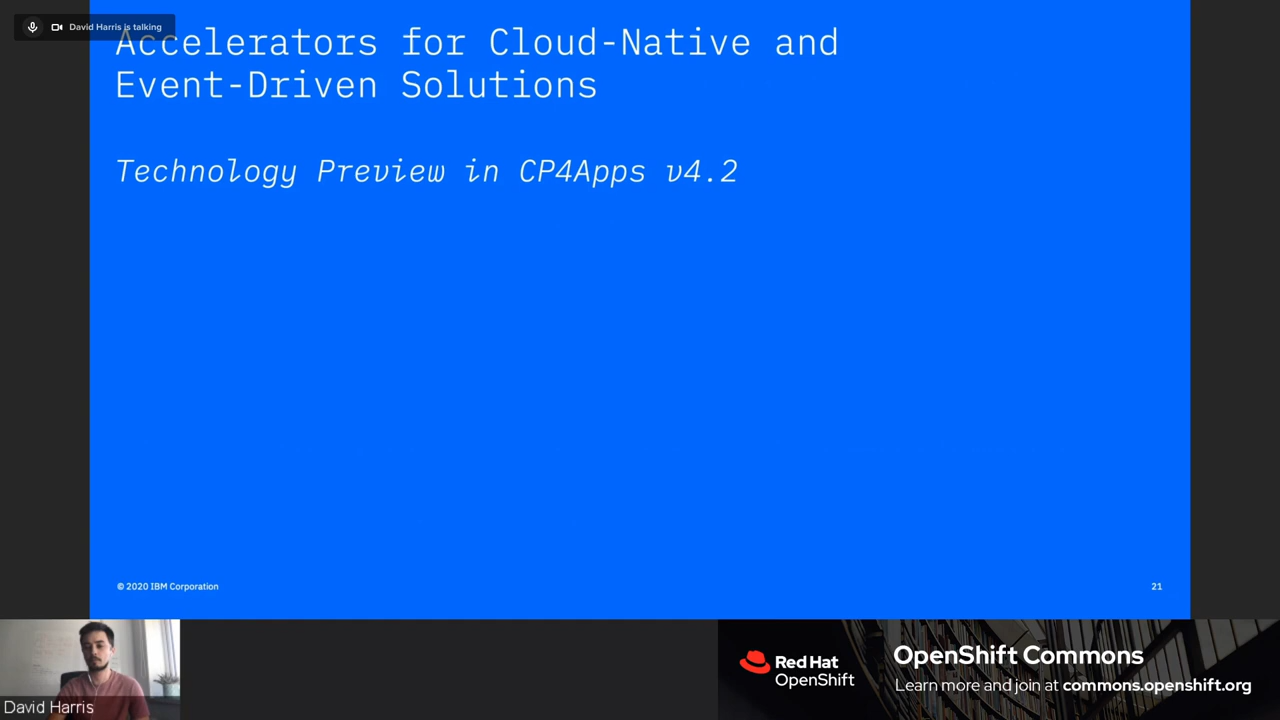 David Harris is talking
Accelerators for Cloud-Native and
Event-Driven Solutions
Technology Preview in CP4Apps v4.2
© 2020 IBM Corporation
21
David Harris
Red Hat
OpenShift
OpenShift Commons
Learn more and join at commons.openshift.org